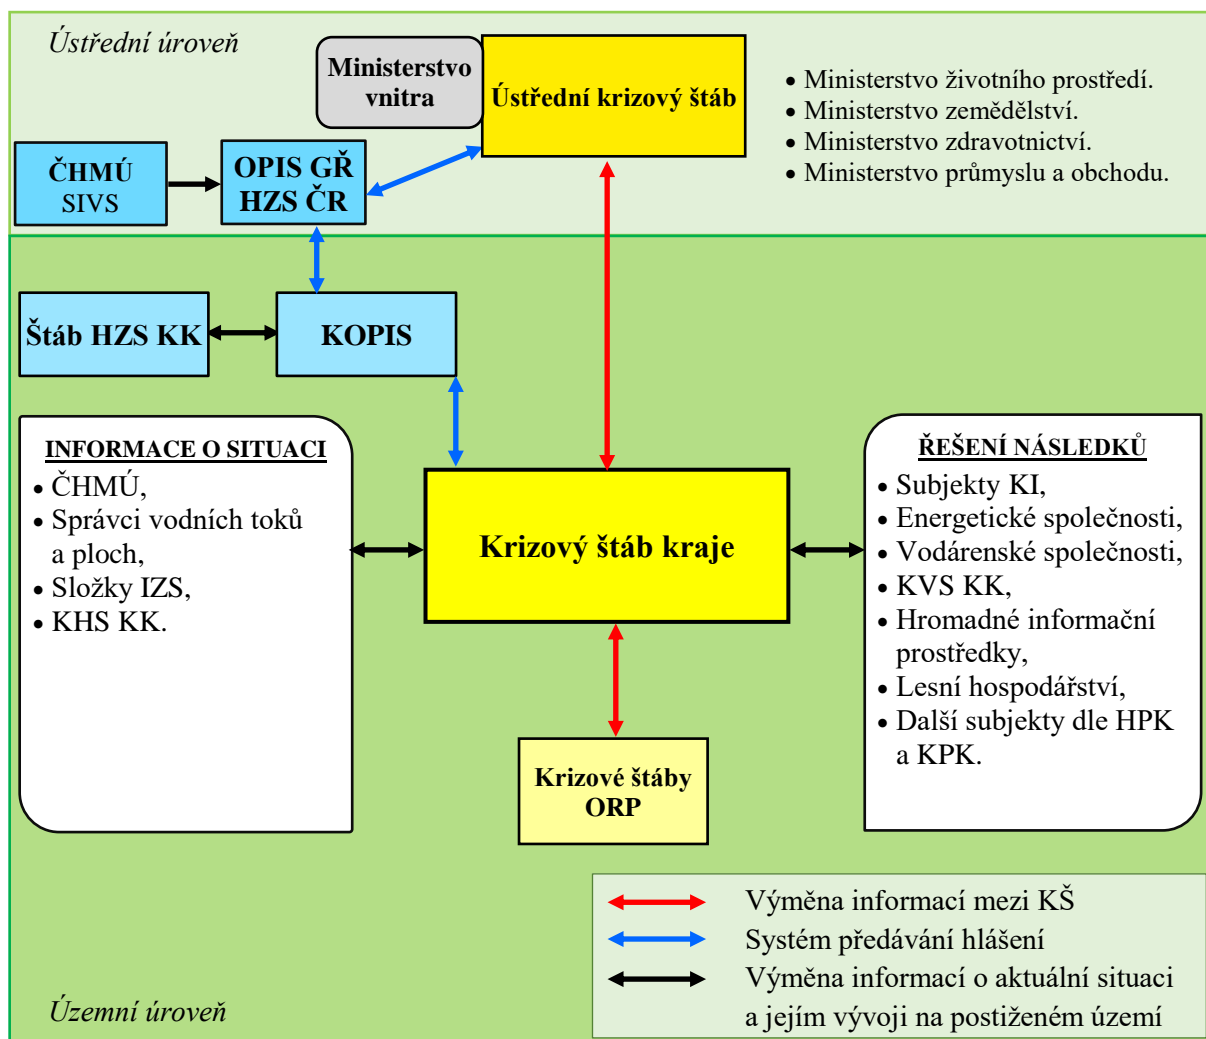 Ústřední úroveň
Ministerstvo
vnitra
Ústřední krizový štáb
• Ministerstvo životního prostředí.
• Ministerstvo zemědělství.
• Ministerstvo zdravotnictví.
• Ministerstvo průmyslu a obchodu.
ČHMÚ
SIVS
OPIS GŘ
HZS ČR
Štáb HZS KK
KOPIS
INFORMACE O SITUACI
• ČHMÚ,
• Správci vodních toků
a ploch,
• Složky IZS,
• KHS KK.
Krizový štáb kraje
ŘEŠENÍ NÁSLEDKŮ
• Subjekty KI,
• Energetické společnosti,
• Vodárenské společnosti,
• KVS KK,
• Hromadné informační
prostředky,
• Lesní hospodářství,
• Další subjekty dle HPK
a KPK.
Krizové štáby
ORP
Výměna informací mezi KŠ
Systém předávání hlášení
Výměna informací o aktuální situaci
a jejím vývoji na postiženém území
Územní úroveň